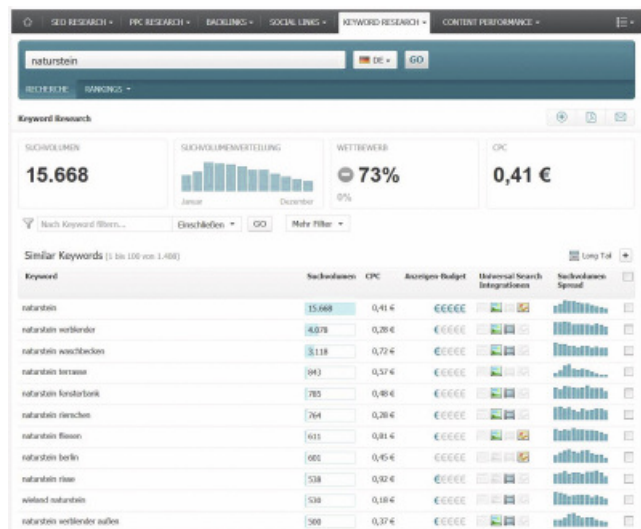 SEO RESEARCH PPC RESEARCH BACKLINKS SOCIAL LINKS KEYWORD RESEARCH CONTENT PERFORMANCE
naturstein DE GO
RECHERCHE RANKINGS
Keyword Research
SUCHVOLUMEN SUCHVOLUMENVERTEILUNG WETTBEWERB CPC
15.668 73% 0,41 €
Januar Dezember 0%
Nach Keyword filtern... Einschließen GO Mehr Filter
Similar Keywords (1 bis 100 von 1.408) Long Tail +
Keyword Suchvolumen CPC Anzeigen-Budget Universal Search Integrationen Suchvolumen Spread
naturstein 15.668 0,41 € €€€€€
naturstein verblender 4.078 0,28 € €€€€€
naturstein waschbecken 3.118 0,72 € €€€€€
naturstein terrasse 843 0,57 € €€€€€
naturstein fensterbank 785 0,48 € €€€€€
naturstein riemchen 764 0,28 € €€€€€
naturstein fliesen 611 0,81 € €€€€€
naturstein berlin 601 0,45 € €€€€€
naturstein risse 538 0,92 € €€€€€
wieland naturstein 530 0,18 € €€€€€
naturstein verblender außen 500 0,37 € €€€€€